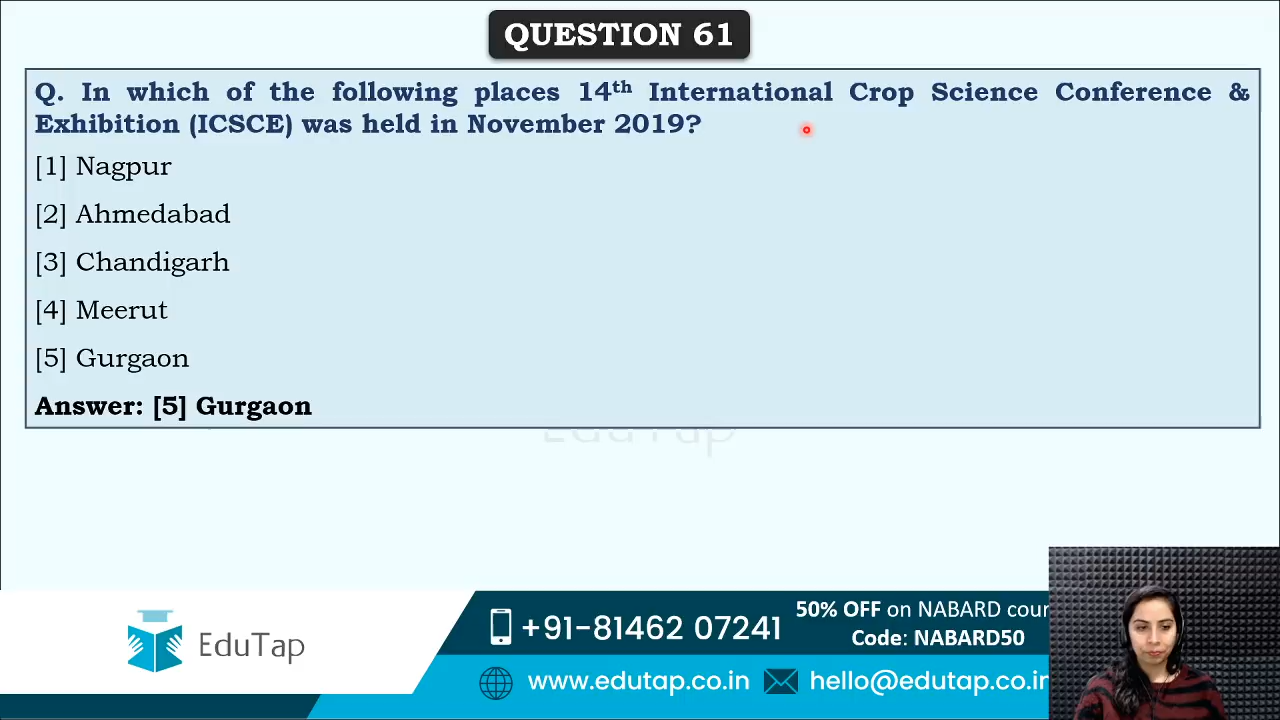 QUESTION 61
Q. In which of the following places 14th International Crop Science Conference &
Exhibition (ICSCE) was held in November 2019?
[1] Nagpur
[2] Ahmedabad
[3] Chandigarh
[4] Meerut
[5] Gurgaon
Answer: [5] Gurgaon
EduTap
EduTap
+91-81462 07241
50% OFF on NABARD cour
Code: NABARD50
www.edutap.co.in
hello@edutap.co.in